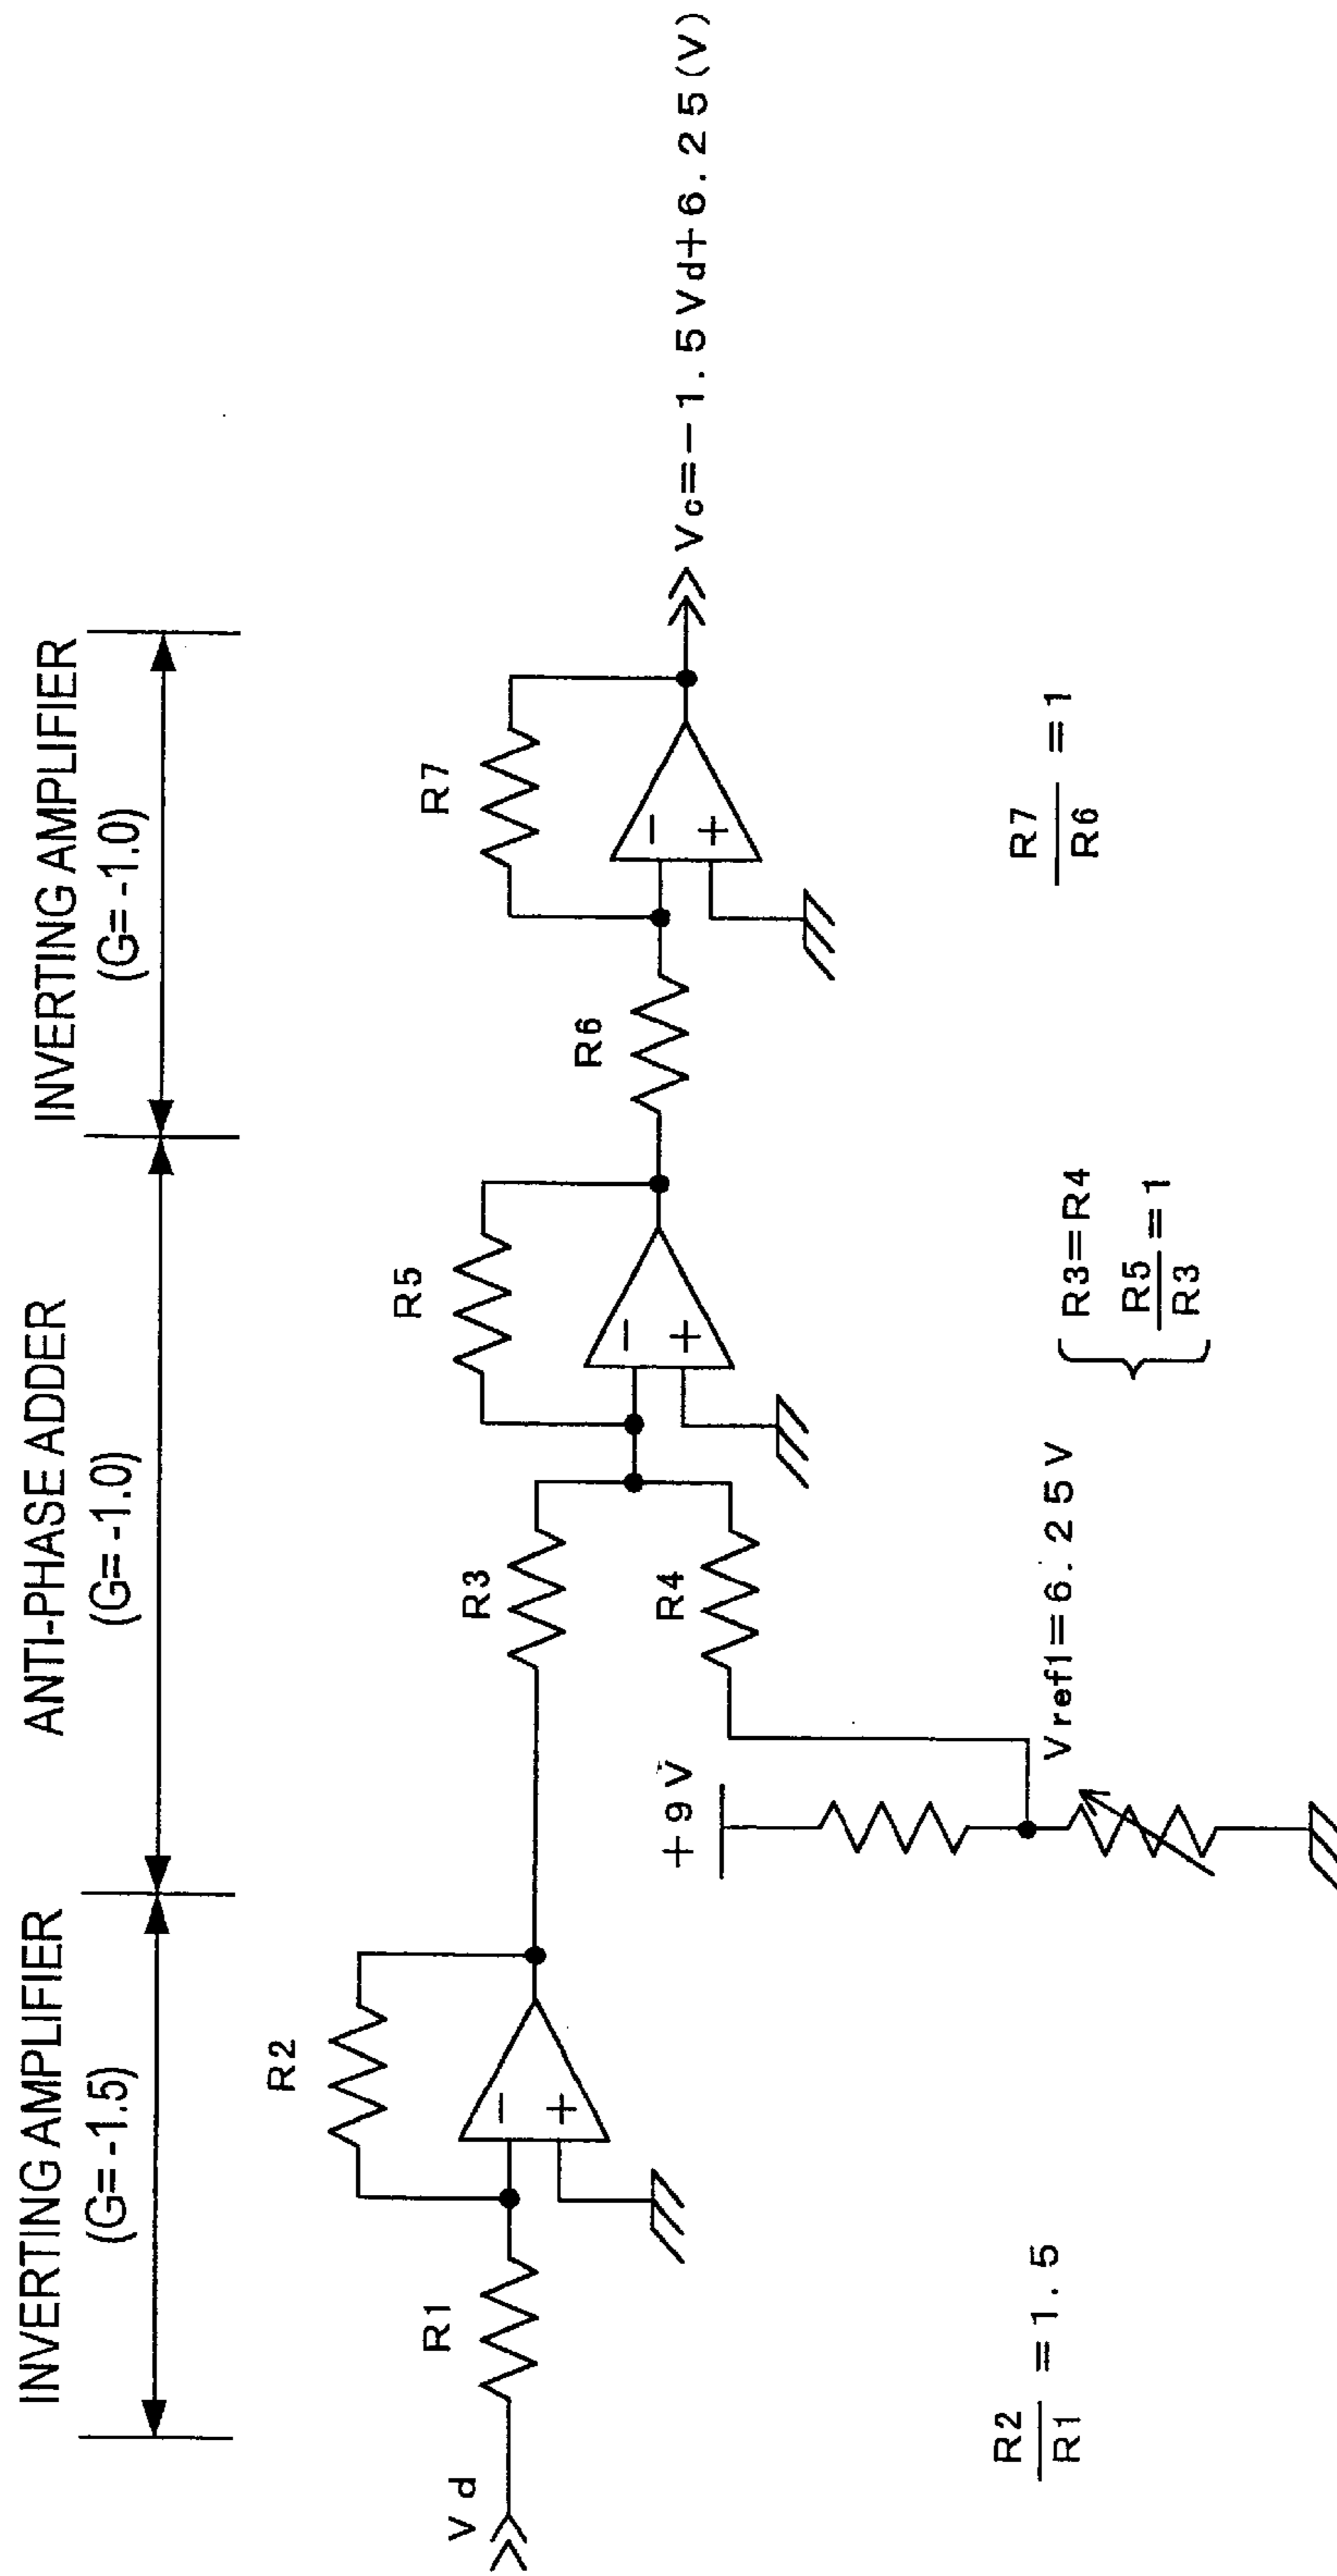 INVERTING AMPLIFIER
(G= -1.5)
ANTI-PHASE ADDER
(G= -1.0)
INVERTING AMPLIFIER
(G= -1.0)
Vd
R1
R2
−
+
R3
R4
+9V
Vref1=6.25V
R5
−
+
R6
R7
−
+
Vc=-1.5Vd+6.25(V)
R2
R1
=1.5
R3=R4
R5
R3
=1
R7
R6
=1